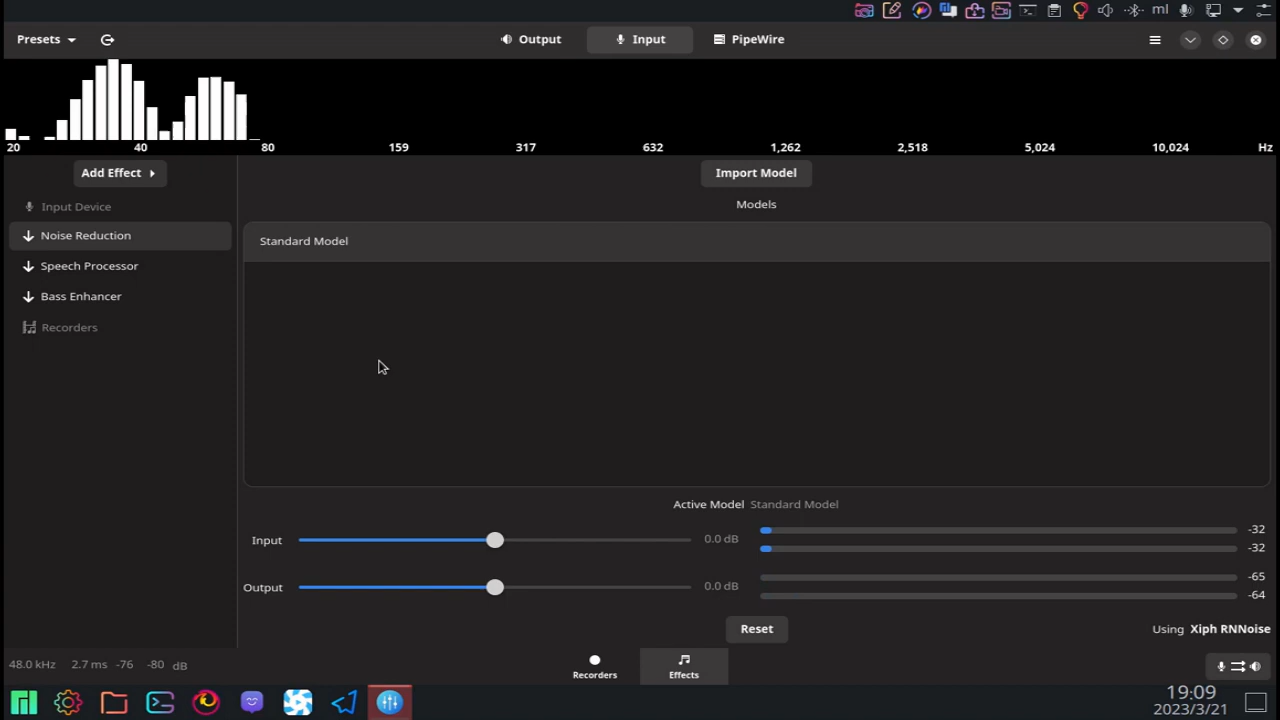 ml
Presets
Output
Input
PipeWire
20 40 80 159 317 632 1,262 2,518 5,024 10,024 Hz
Add Effect
Import Model
Input Device
Noise Reduction
Speech Processor
Bass Enhancer
Recorders
Models
Standard Model
Active Model Standard Model
Input 0.0 dB -32
-32
Output 0.0 dB -65
-64
Reset
Using Xiph RNNoise
48.0 kHz 2.7 ms -76 -80 dB
Recorders
Effects
19:09
2023/3/21